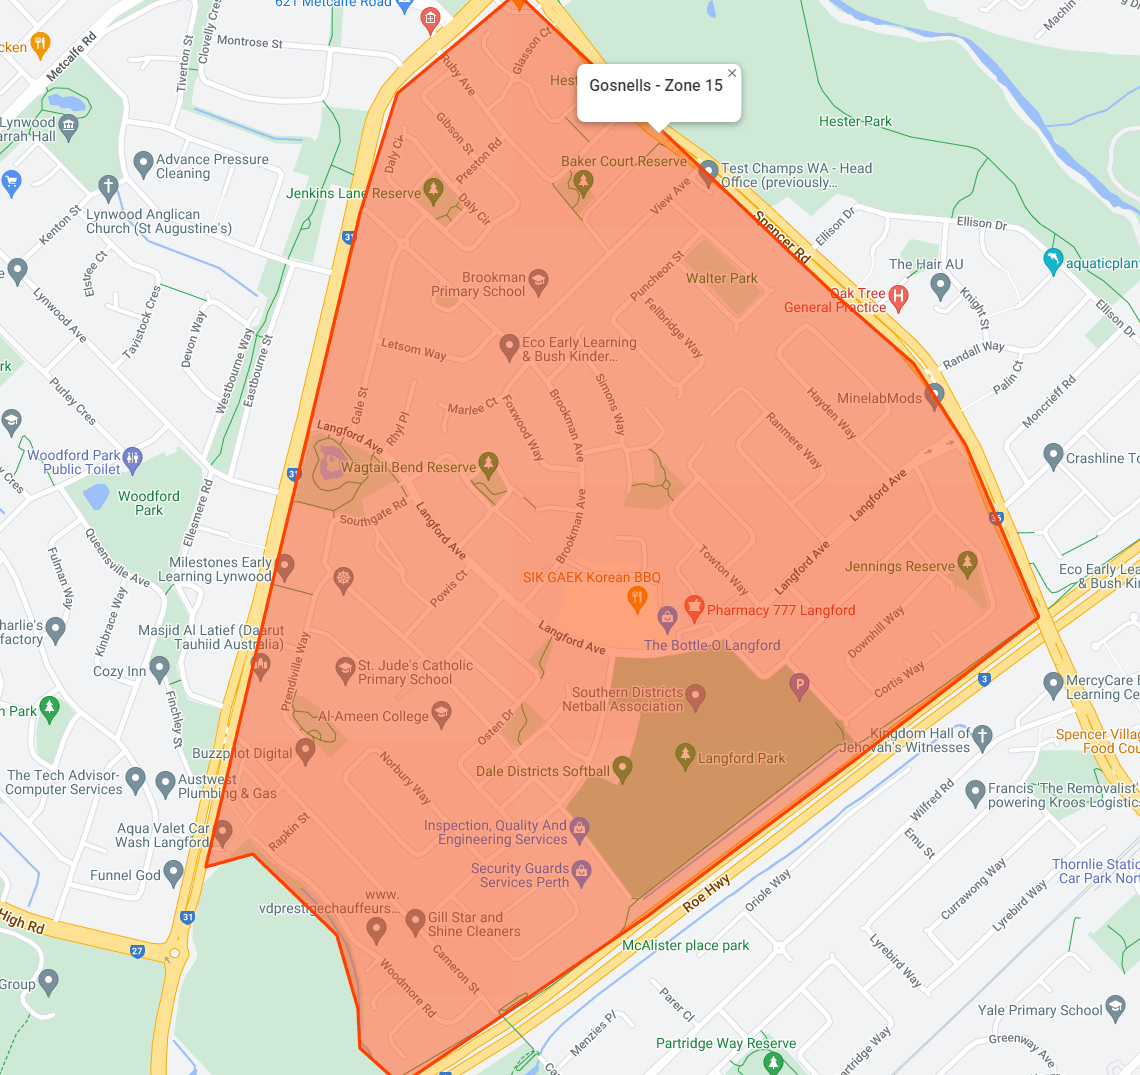 621 Metcalfe Road
Montrose St
Clovelly Cres
Tiverton St
Metcalfe Rd
cken
Glasson Ct
Ruby Ave
Hest
Gosnells - Zone 15
Hester Park
Lynwood
arrah Hall
Advance Pressure
Cleaning
Gibson St
Preston Rd
Daly Cir
Baker Court Reserve
Test Champs WA - Head
Office (previously...
Jenkins Lane Reserve
Daly Cir
View Ave
Lynwood Anglican
Church (St Augustine's)
Kenton St
Spencer Rd
Ellison Dr
Ellison Dr
31
Elstree Ct
Brookman
Primary School
Puncheon St
Walter Park
The Hair AU
aquaticplant
Oak Tree
General Practice
Knight St
Ellison Dr
Lynwood Ave
Tavistock Cres
Devon Way
Westbourne Way
Eastbourne St
Fellbridge Way
Letsom Way
Eco Early Learning
& Bush Kinder...
Randall Way
Palin Ct
rk
Purley Cres
Gale St
Rhyl Pl
Marlee Ct
Foxwood Way
Brookman Ave
Simons Way
Hayden Way
MinelabMods
Moncrieff Rd
Ranmere Way
Langford Ave
Woodford Park
Public Toilet
Wagtail Bend Reserve
Crashline To
y Cres
31
Woodford
Park
Ellesmere Rd
Southgate Rd
Langford Ave
Brookman Ave
Langford Ave
35
Queensville Ave
Fulman Way
Milestones Early
Learning Lynwood
Powis Ct
SIK GAEK Korean BBQ
Towton Way
Langford Ave
Jennings Reserve
Eco Early Lea
& Bush Kin
Kinbrace Way
harlie's
factory
Masjid Al Latief (Daarut
Tauhiid Australia)
Pharmacy 777 Langford
The Bottle-O Langford
Downhill Way
Langford Ave
Prendiville Way
Cozy Inn
St. Jude's Catholic
Primary School
Cortis Way
3
MercyCare E
Learning Ce
Finchley St
n Park
Southern Districts
Netball Association
P
Al-Ameen College
Osten Dr
Kingdom Hall of
Jehovah's Witnesses
Spencer Villag
Food Cou
Buzzpilot Digital
Langford Park
Dale Districts Softball
The Tech Advisor-
Computer Services
Austwest
Plumbing & Gas
Norbury Way
Wilfred Rd
Francis 'The Removalist'
powering Kroos Logistics
Aqua Valet Car
Wash Langford
Rapkin St
Inspection, Quality And
Engineering Services
Emu St
Funnel God
Security Guards
Services Perth
Thornlie Static
Car Park Nort
Roe Hwy
Oriole Way
Currawong Way
Lyrebird Way
www.
vdprestigechauffeurs...
High Rd
31
27
Gill Star and
Shine Cleaners
McAlister place park
Cameron St
Woodmore Rd
Lyrebird Way
Group
Parer Cl
Menzies Pl
Yale Primary School
Partridge Way Reserve
artridge Way
Greenway Ave